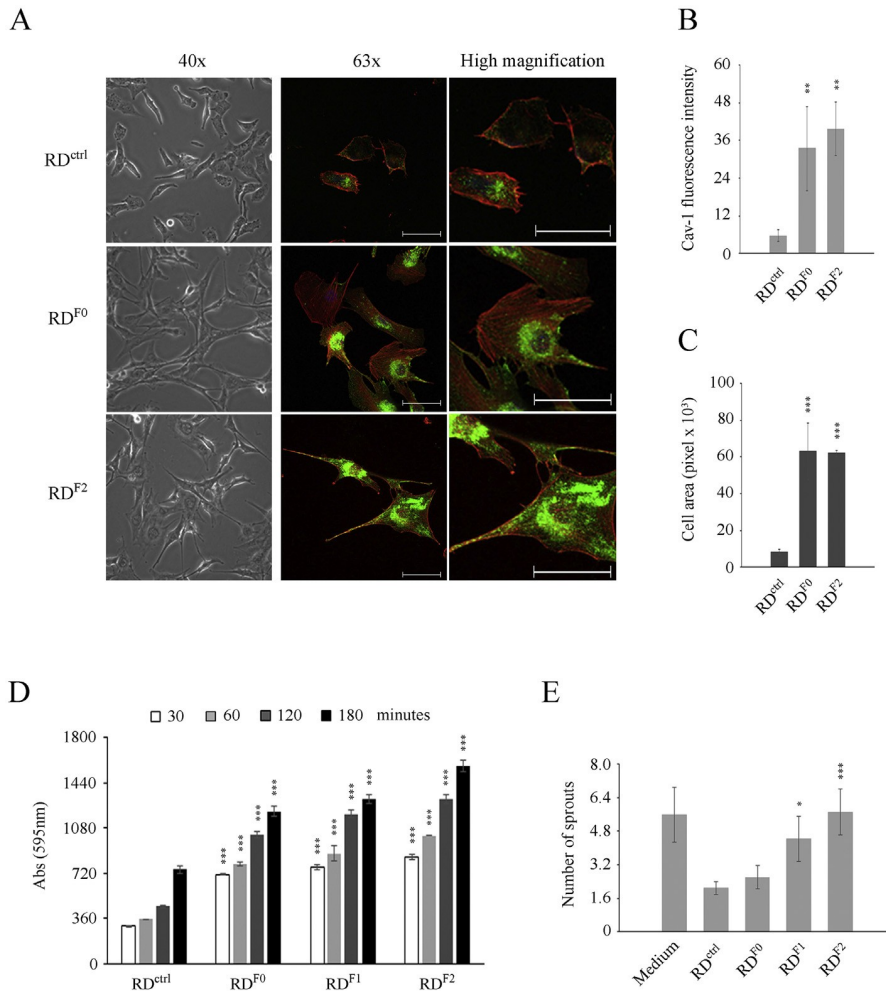 A
40x
63x
High magnification
RDctrl
RDF0
RDF2
B
Cav-1 fluorescence intensity
60
48
36
24
12
0
**
**
RDctrl
RDF0
RDF2
C
Cell area (pixel x 10³)
100
80
60
40
20
0
***
***
RDctrl
RDF0
RDF2
D
30 60 120 180 minutes
Abs (595nm)
1800
1440
1080
720
360
0
*** *** *** ***
*** *** *** ***
*** *** *** ***
RDctrl
RDF0
RDF1
RDF2
E
Number of sprouts
8.0
6.4
4.8
3.2
1.6
0
*
***
Medium
RDctrl
RDF0
RDF1
RDF2